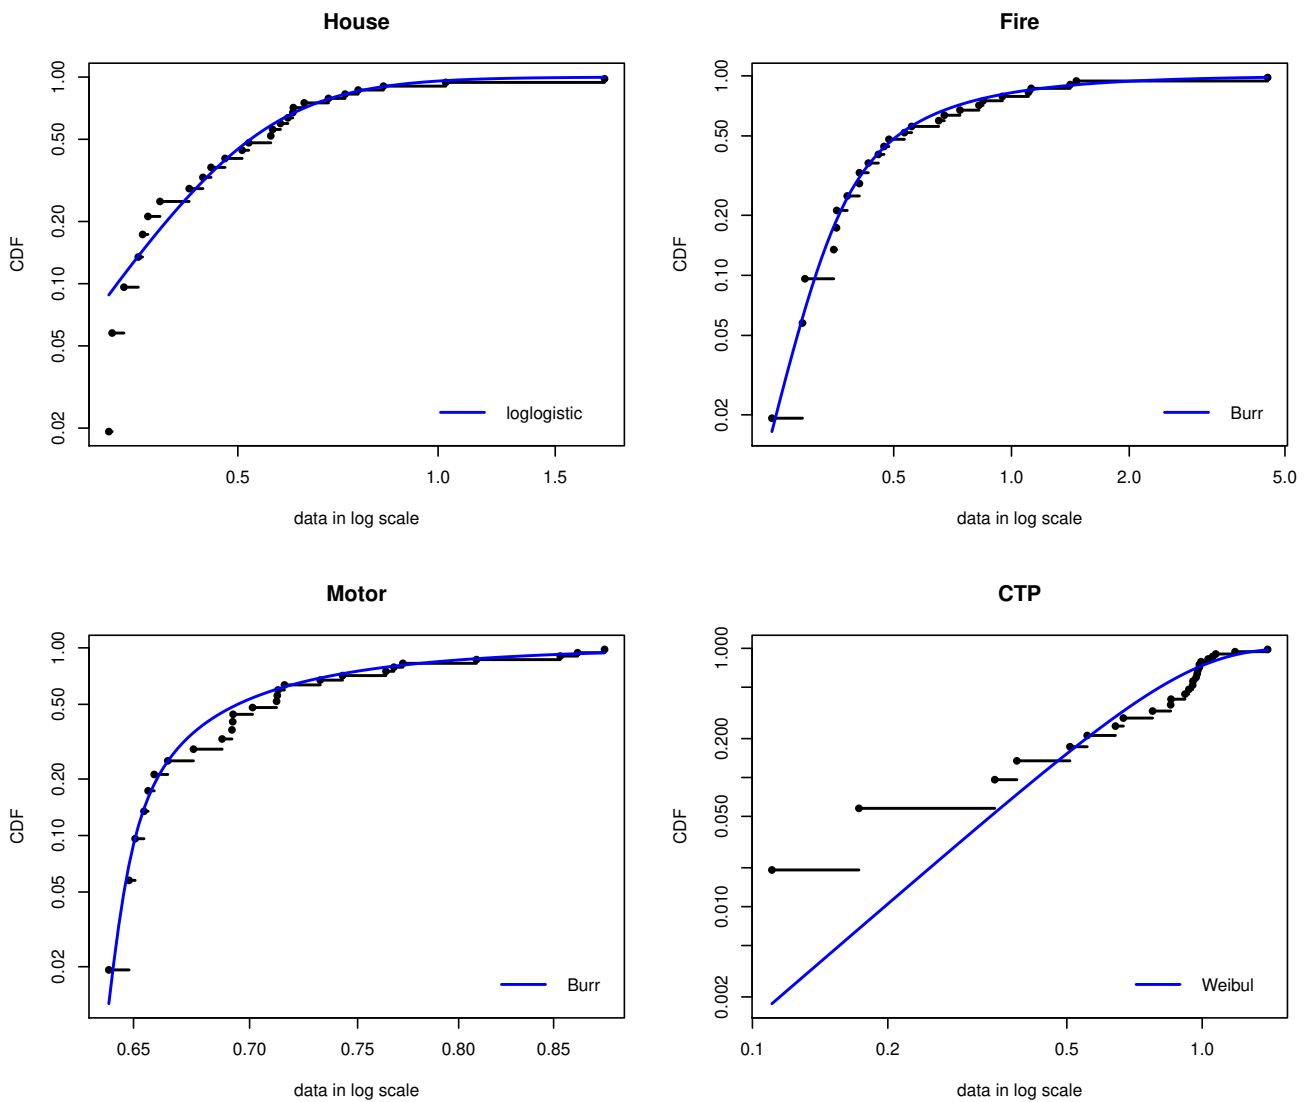 House
CDF
1.00
0.50
0.20
0.10
0.05
0.02
loglogistic
0.5 1.0 1.5
data in log scale
Fire
CDF
1.00
0.50
0.20
0.10
0.05
0.02
Burr
0.5 1.0 2.0 5.0
data in log scale
Motor
CDF
1.00
0.50
0.20
0.10
0.05
0.02
Burr
0.65 0.70 0.75 0.80 0.85
data in log scale
CTP
CDF
1.000
0.200
0.050
0.010
0.002
Weibul
0.1 0.2 0.5 1.0
data in log scale